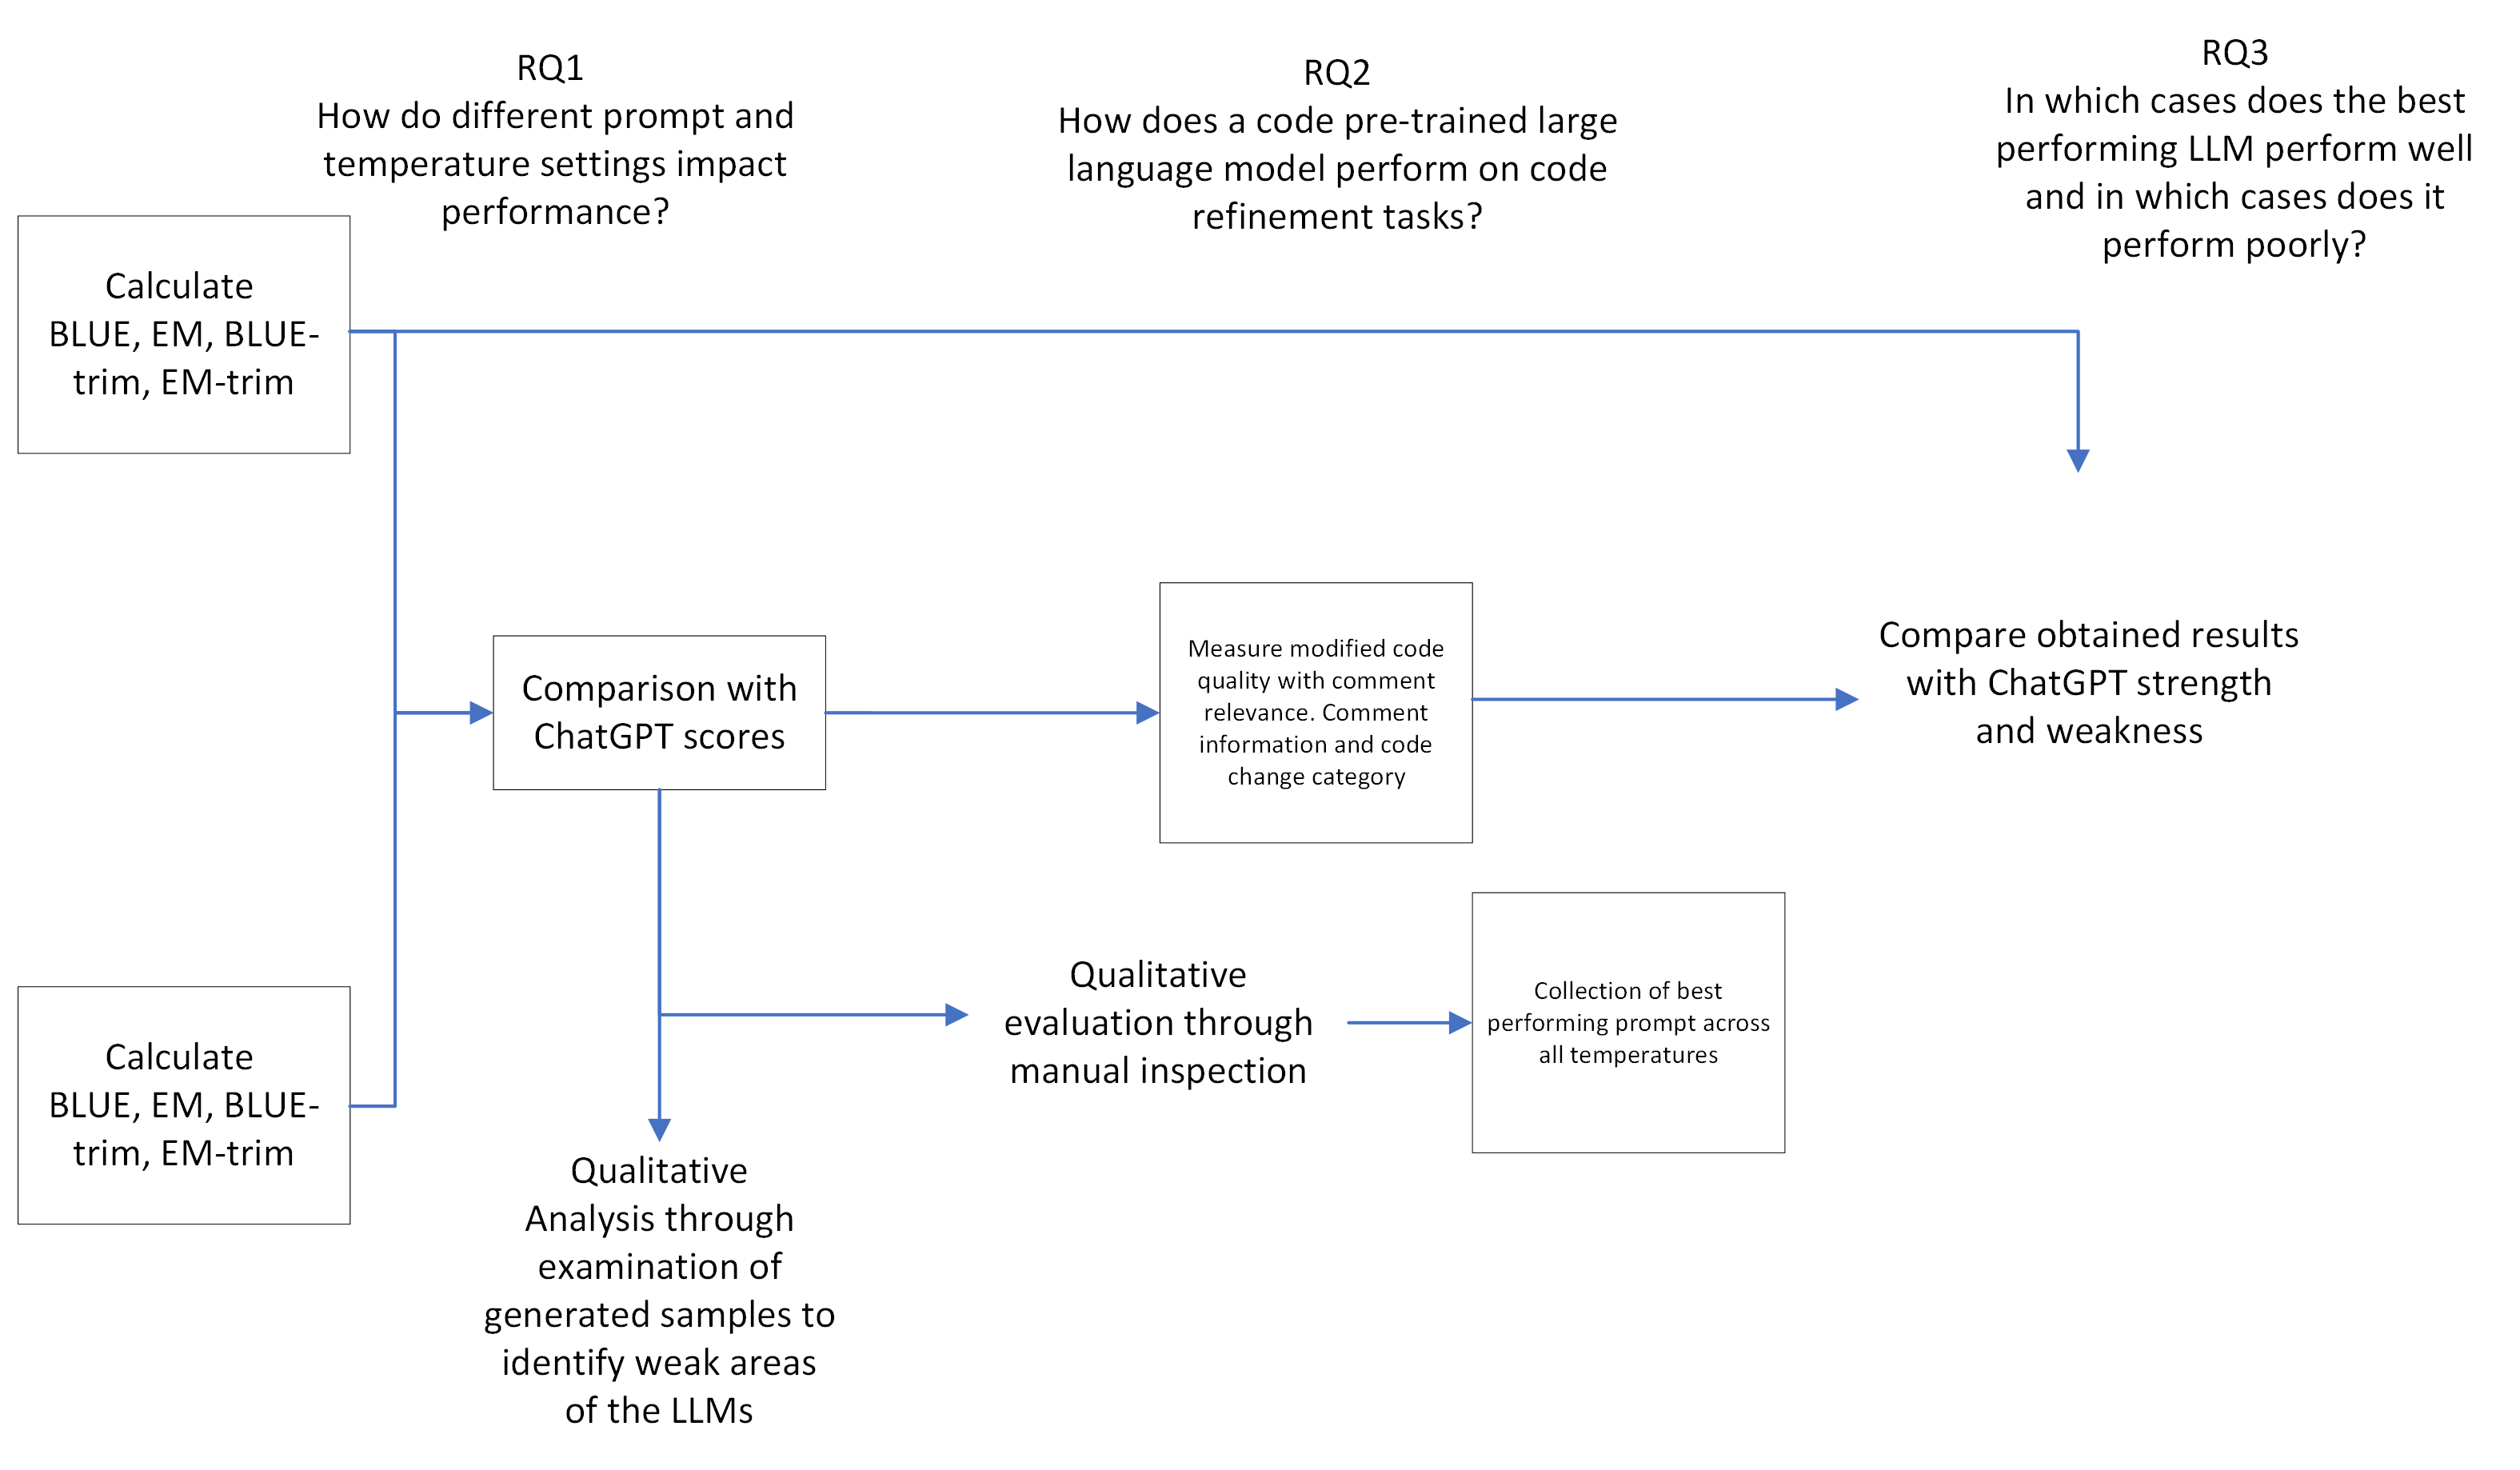 RQ1
How do different prompt and
temperature settings impact
performance?
RQ2
How does a code pre-trained large
language model perform on code
refinement tasks?
RQ3
In which cases does the best
performing LLM perform well
and in which cases does it
perform poorly?
Calculate
BLUE, EM, BLUE-
trim, EM-trim
Comparison with
ChatGPT scores
Measure modified code
quality with comment
relevance. Comment
information and code
change category
Compare obtained results
with ChatGPT strength
and weakness
Calculate
BLUE, EM, BLUE-
trim, EM-trim
Qualitative
evaluation through
manual inspection
Collection of best
performing prompt across
all temperatures
Qualitative
Analysis through
examination of
generated samples to
identify weak areas
of the LLMs